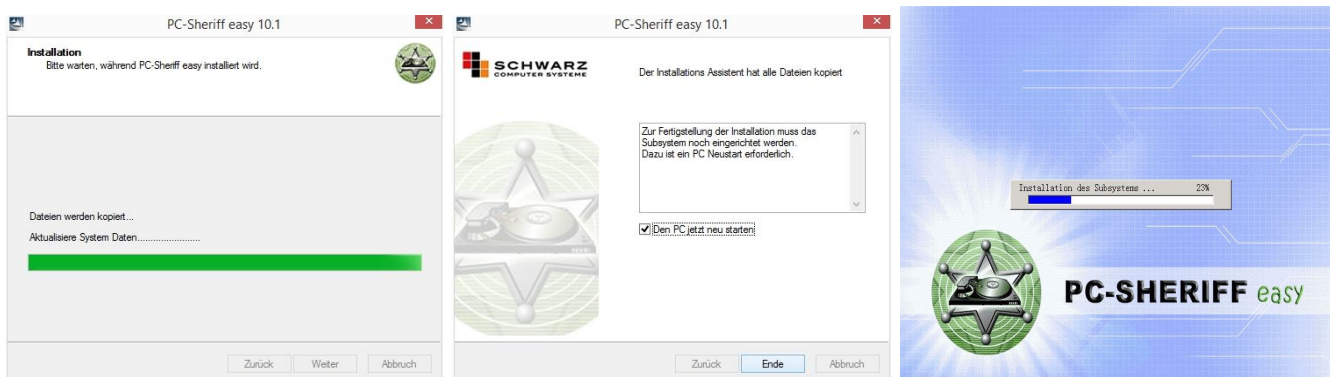 PC-Sheriff easy 10.1
Installation
Bitte warten, während PC-Sheriff easy installiert wird.
Dateien werden kopiert...
Aktualisiere System Daten.......................
Zurück
Weiter
Abbruch
PC-Sheriff easy 10.1
SCHWARZ
COMPUTER SYSTEME
Der Installations Assistent hat alle Dateien kopiert
Zur Fertigstellung der Installation muss das
Subsystem noch eingerichtet werden.
Dazu ist ein PC Neustart erforderlich.
Den PC jetzt neu starten
Zurück
Ende
Abbruch
Installation des Subsystems ... 23%
PC-SHERIFF easy